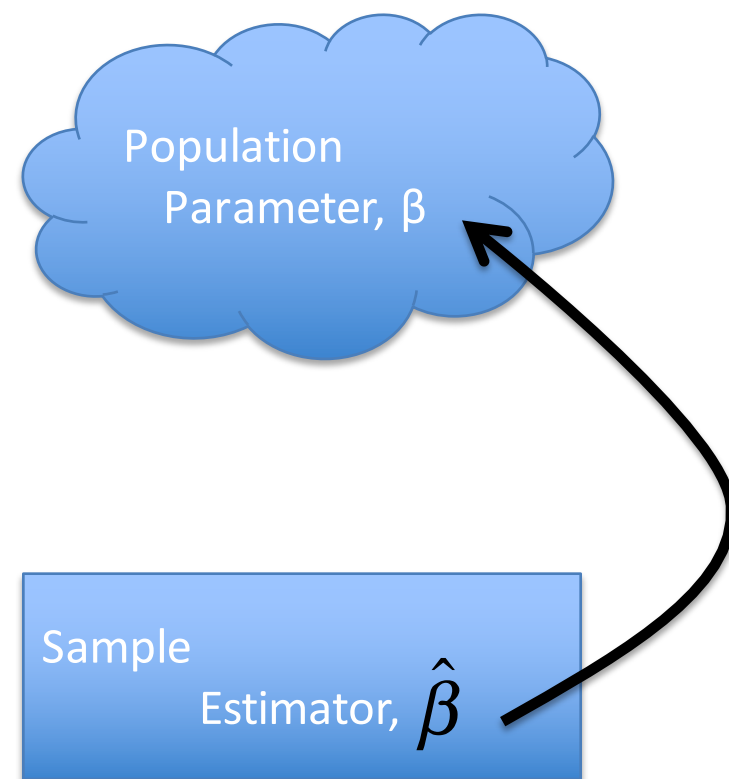 Population
Parameter, β
Sample
Estimator, β̂